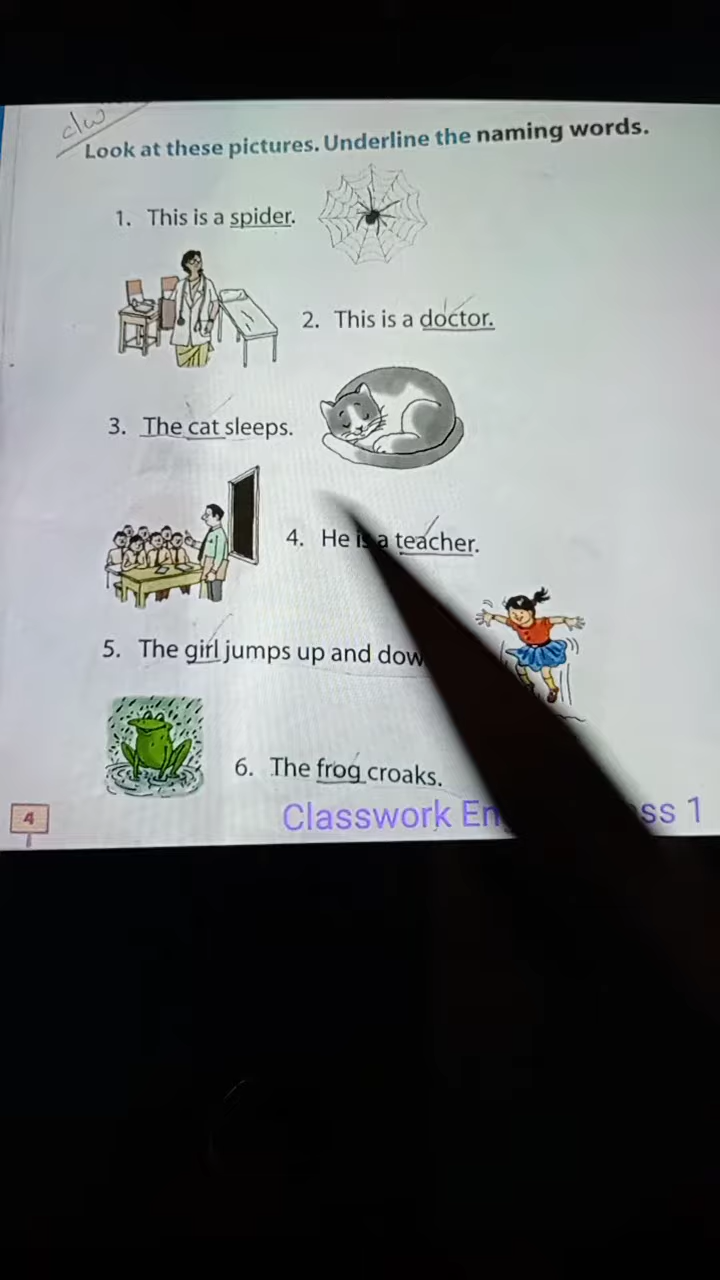 c/w
Look at these pictures. Underline the naming words.
1. This is a spider.
2. This is a doctor.
3. The cat sleeps.
4. He is a teacher.
5. The girl jumps up and dow
6. The frog croaks.
4
Classwork En ss 1